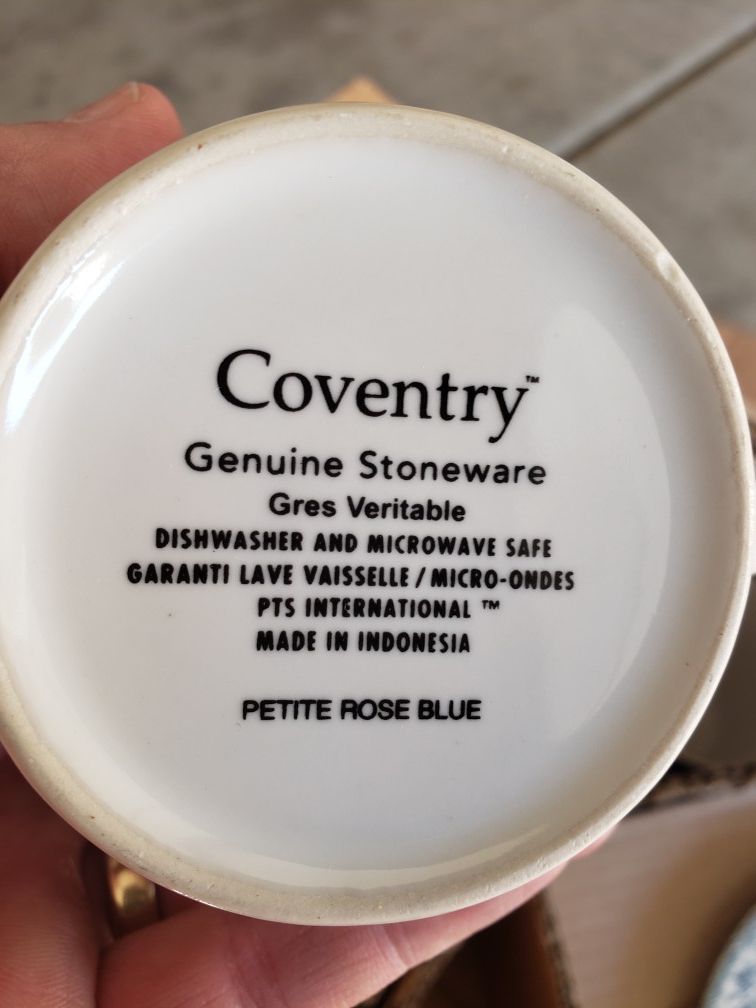 Coventry™
Genuine Stoneware
Gres Veritable
DISHWASHER AND MICROWAVE SAFE
GARANTI LAVE VAISSELLE / MICRO-ONDES
PTS INTERNATIONAL ™
MADE IN INDONESIA
PETITE ROSE BLUE